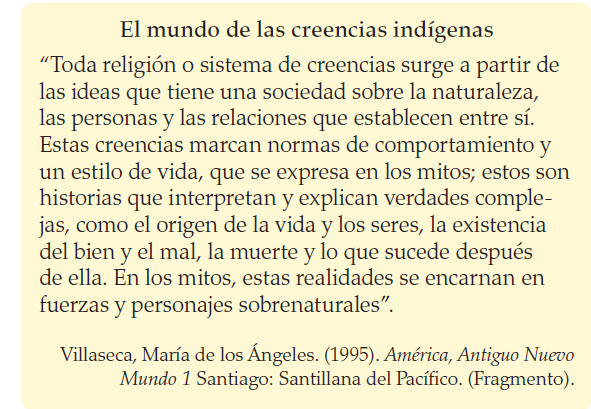 El mundo de las creencias indígenas
“Toda religión o sistema de creencias surge a partir de
las ideas que tiene una sociedad sobre la naturaleza,
las personas y las relaciones que establecen entre sí.
Estas creencias marcan normas de comportamiento y
un estilo de vida, que se expresa en los mitos; estos son
historias que interpretan y explican verdades comple-
jas, como el origen de la vida y los seres, la existencia
del bien y el mal, la muerte y lo que sucede después
de ella. En los mitos, estas realidades se encarnan en
fuerzas y personajes sobrenaturales”.
Villaseca, María de los Ángeles. (1995). América, Antiguo Nuevo
Mundo 1 Santiago: Santillana del Pacífico. (Fragmento).